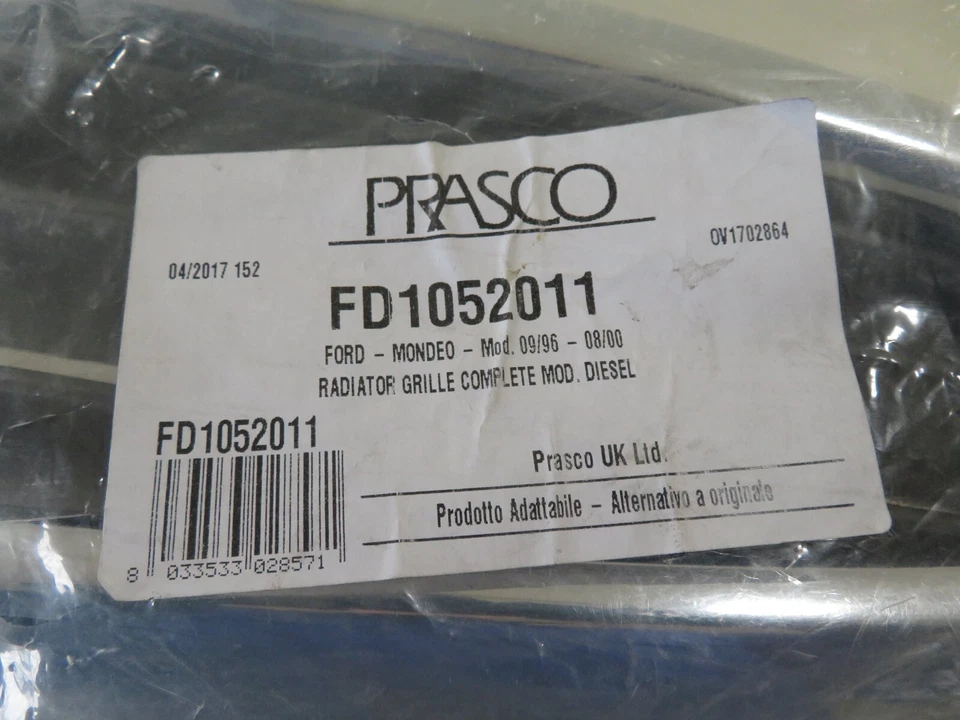 PRASCO
04/2017 152
OV1702864
FD1052011
FORD - MONDEO - Mod. 09/96 - 08/00
RADIATOR GRILLE COMPLETE MOD. DIESEL
FD1052011
8 033533 028571
Prasco UK Ltd.
Prodotto Adattabile - Alternativo a originale